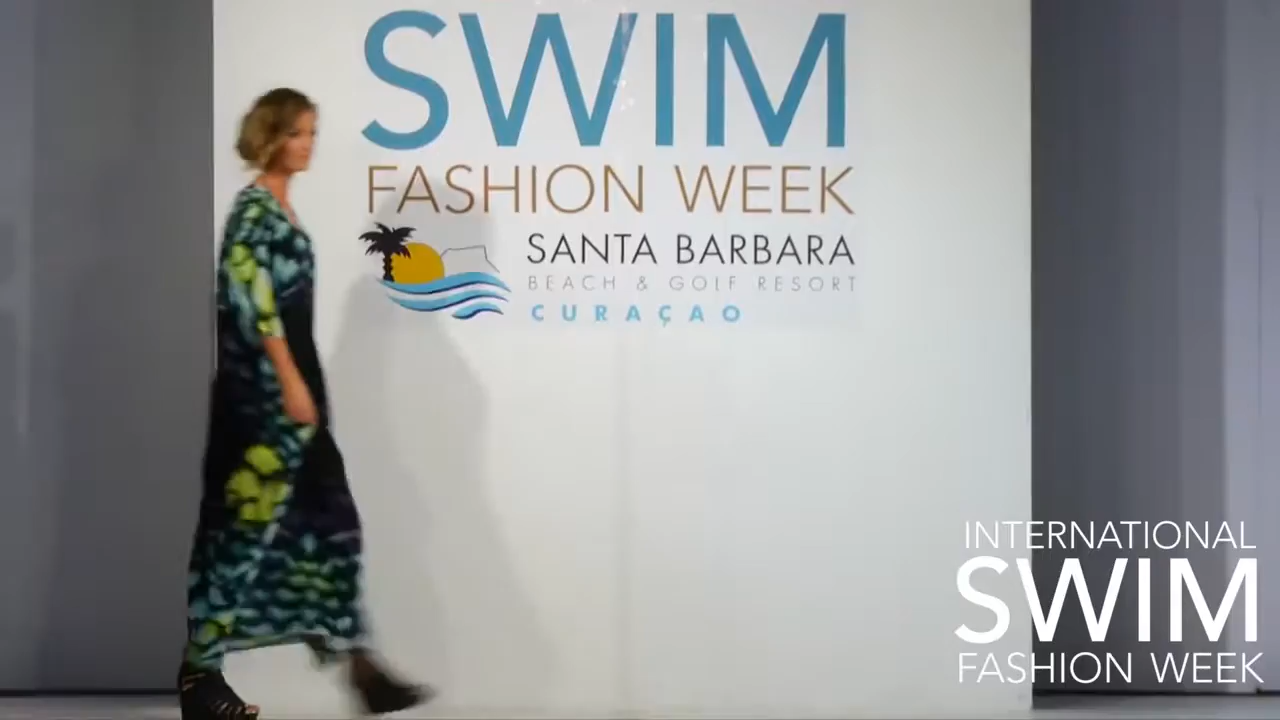 SWIM
FASHION WEEK
SANTA BARBARA
BEACH & GOLF RESORT
CURAÇAO
INTERNATIONAL
SWIM
FASHION WEEK